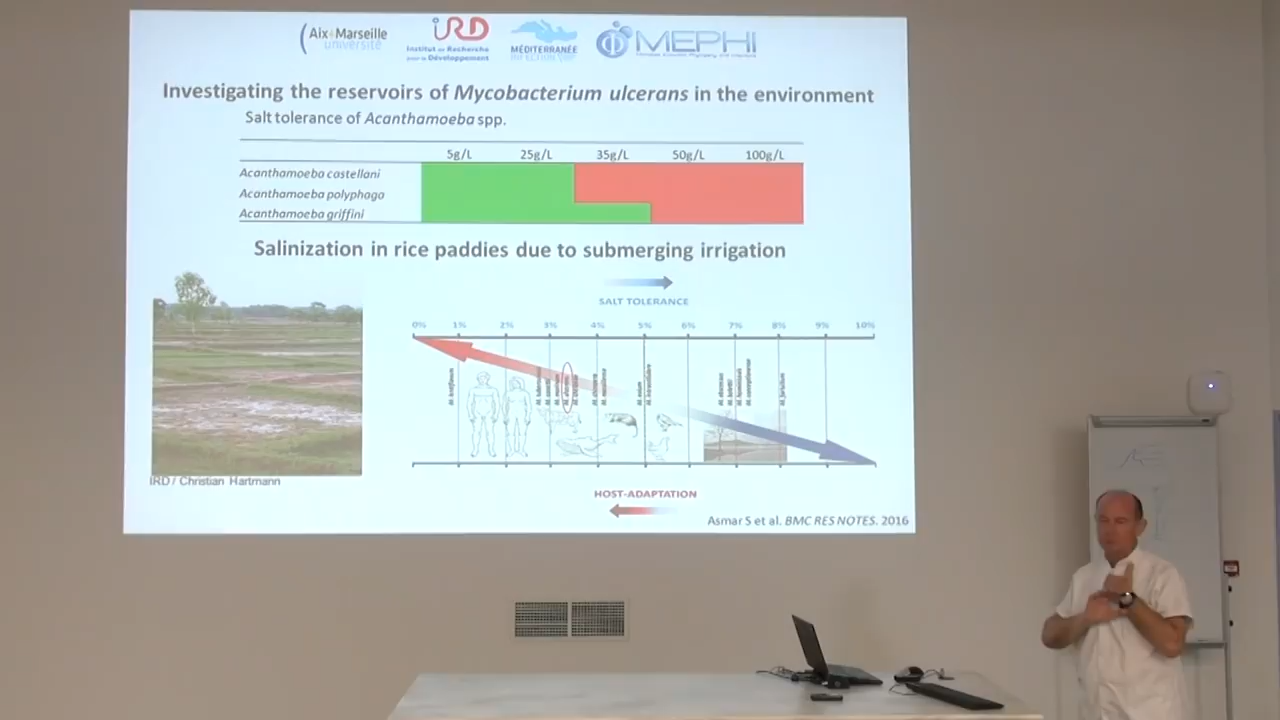 Aix Marseille
université
IRD
Institut de Recherche
pour le Développement
MÉDITERRANÉE
INFECTION
MEPHI
Investigating the reservoirs of Mycobacterium ulcerans in the environment
Salt tolerance of Acanthamoeba spp.
5g/L 25g/L 35g/L 50g/L 100g/L
Acanthamoeba castellani
Acanthamoeba polyphaga
Acanthamoeba griffini
Salinization in rice paddies due to submerging irrigation
SALT TOLERANCE
0% 1% 2% 3% 4% 5% 6% 7% 8% 9% 10%
IRD / Christian Hartmann
HOST-ADAPTATION
Asmar S et al. BMC RES NOTES. 2016